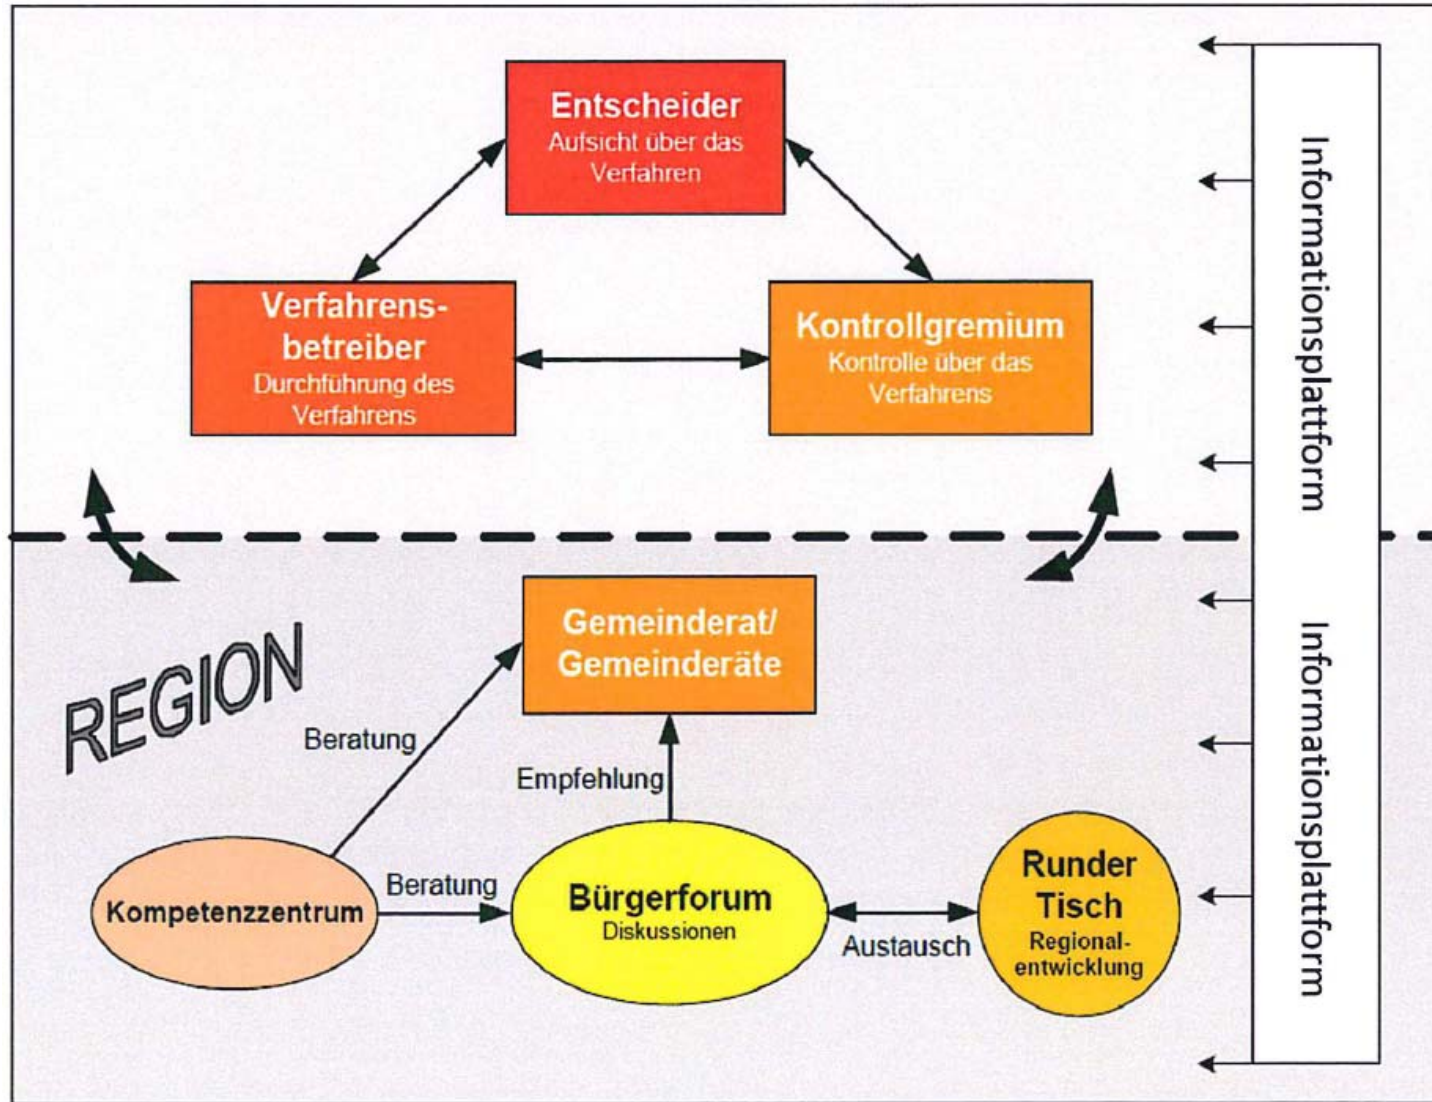 Entscheider
Aufsicht über das
Verfahren
Verfahrens-
betreiber
Durchführung des
Verfahrens
Kontrollgremium
Kontrolle über das
Verfahrens
Informationsplattform
REGION
Gemeinderat/
Gemeinderäte
Beratung
Empfehlung
Kompetenzzentrum
Beratung
Bürgerforum
Diskussionen
Austausch
Runder
Tisch
Regional-
entwicklung
Informationsplattform